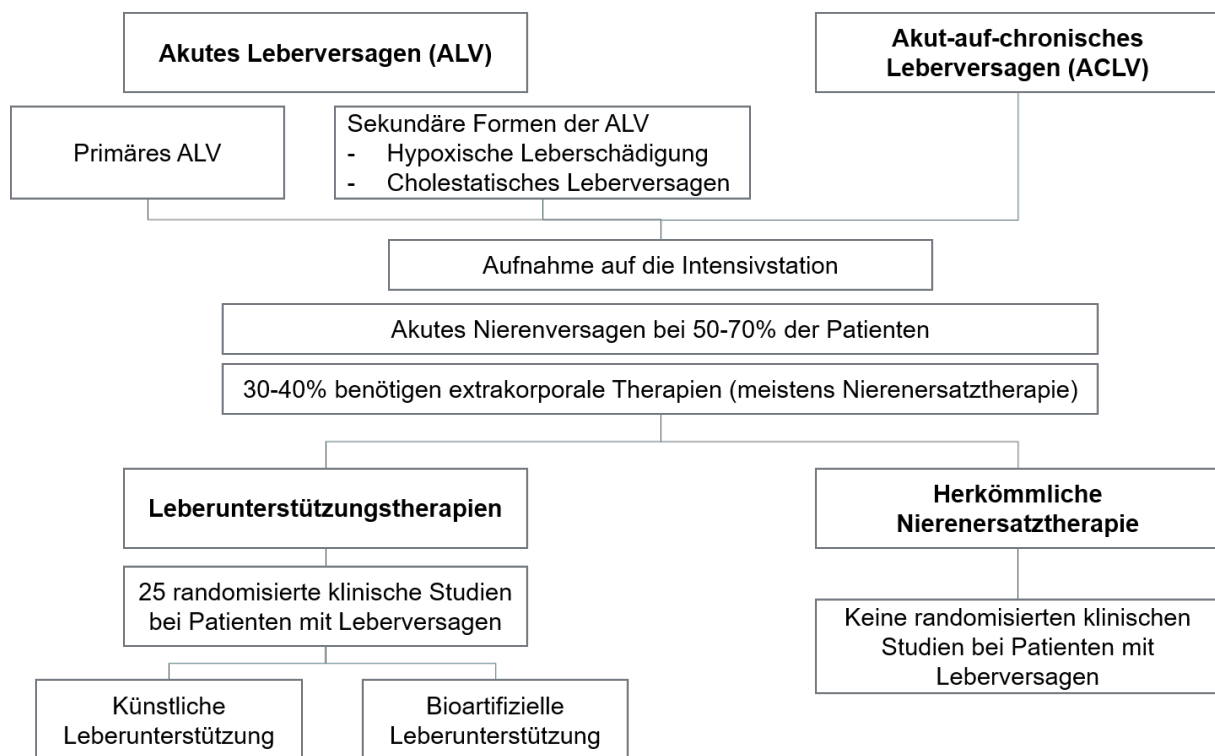 Akutes Leberversagen (ALV)
Akut-auf-chronisches
Leberversagen (ACLV)
Primäres ALV
Sekundäre Formen der ALV
- Hypoxische Leberschädigung
- Cholestatisches Leberversagen
Aufnahme auf die Intensivstation
Akutes Nierenversagen bei 50-70% der Patienten
30-40% benötigen extrakorporale Therapien (meistens Nierenersatztherapie)
Leberunterstützungstherapien
Herkömmliche
Nierenersatztherapie
25 randomisierte klinische Studien
bei Patienten mit Leberversagen
Keine randomisierten klinischen
Studien bei Patienten mit
Leberversagen
Künstliche
Leberunterstützung
Bioartifizielle
Leberunterstützung